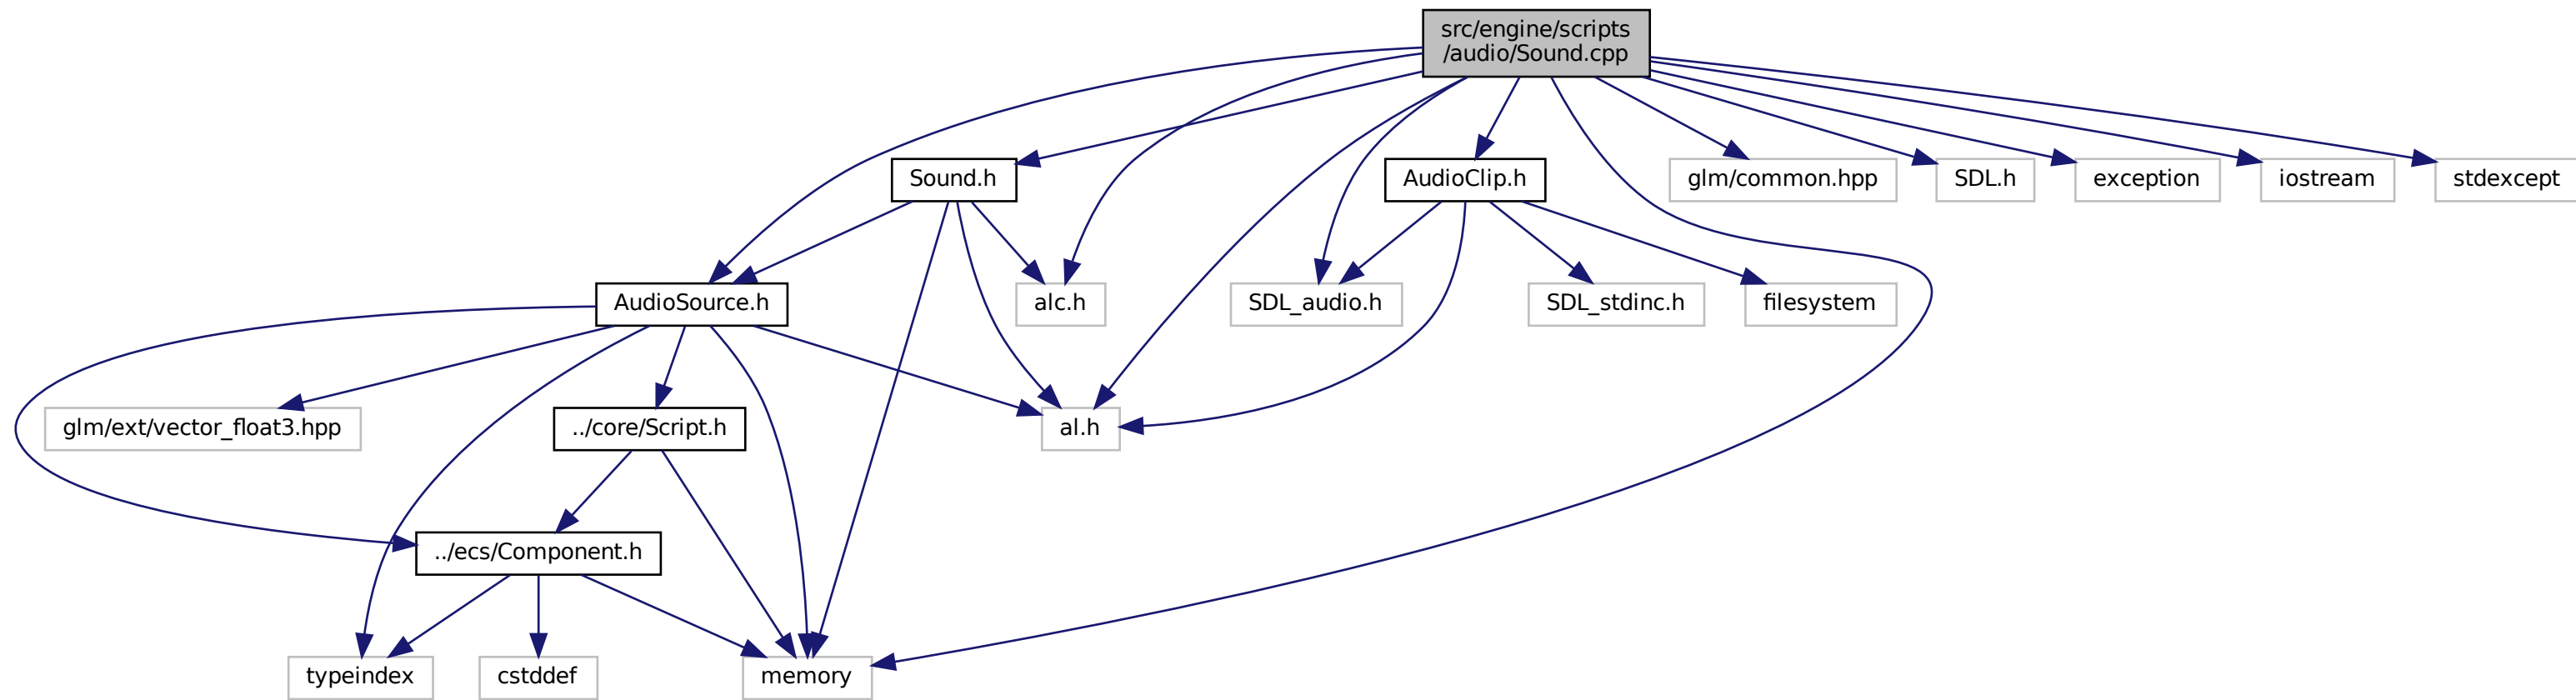 src/engine/scripts
/audio/Sound.cpp
Sound.h
AudioClip.h
glm/common.hpp
SDL.h
exception
iostream
stdexcept
AudioSource.h
alc.h
SDL_audio.h
SDL_stdinc.h
filesystem
glm/ext/vector_float3.hpp
../core/Script.h
al.h
../ecs/Component.h
typeindex
cstddef
memory